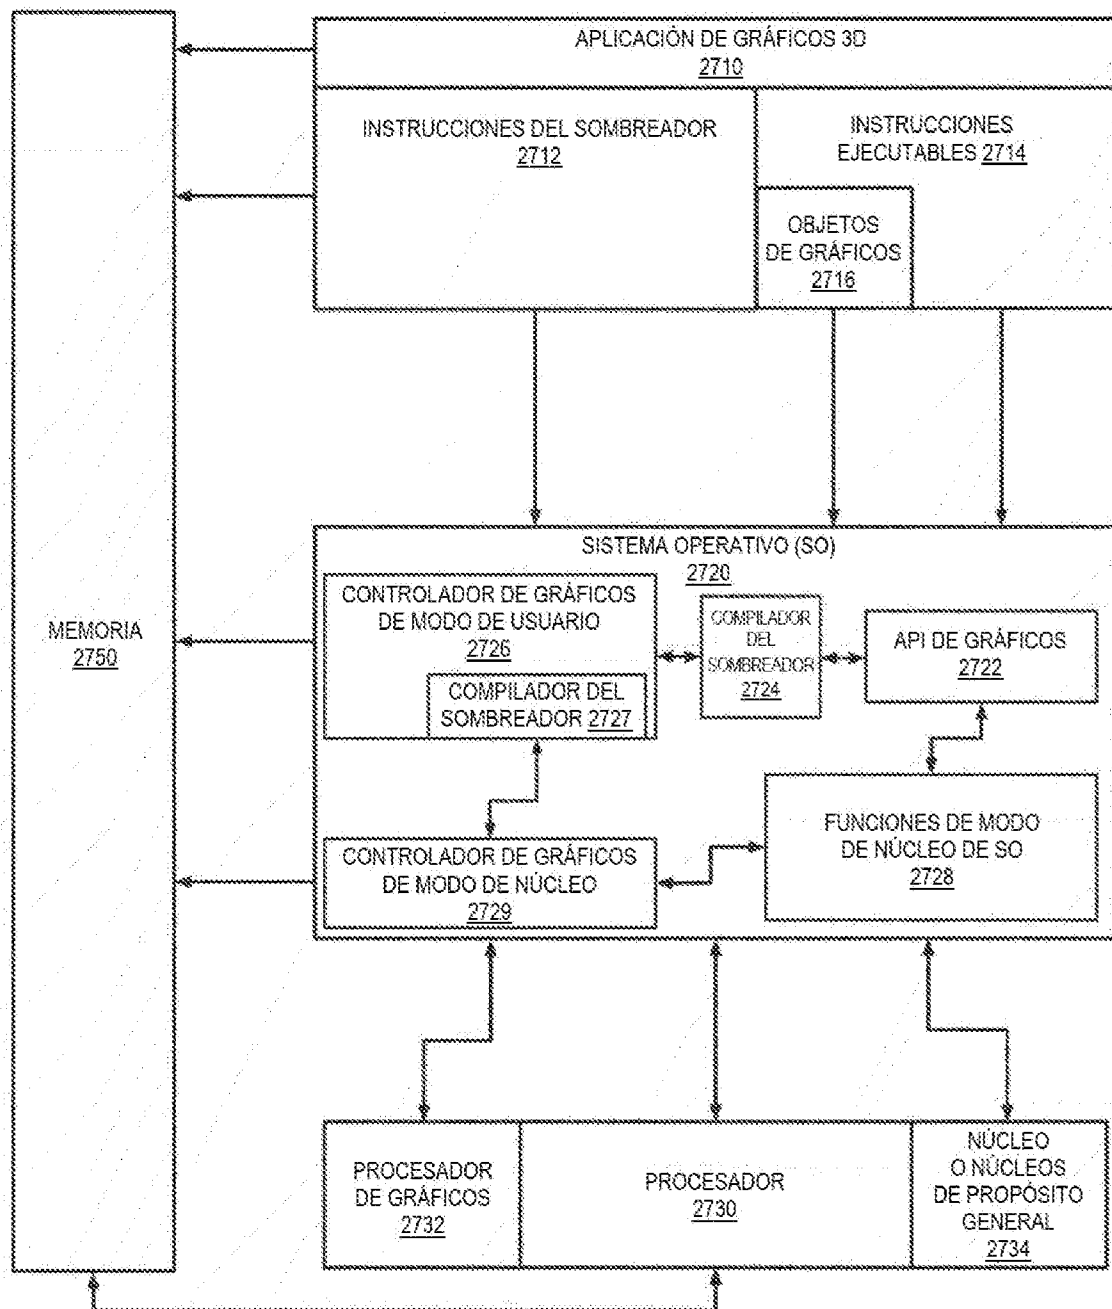 APLICACIÓN DE GRÁFICOS 3D
2710
INSTRUCCIONES DEL SOMBREADOR
2712
INSTRUCCIONES
EJECUTABLES 2714
OBJETOS
DE GRÁFICOS
2716
MEMORIA
2750
SISTEMA OPERATIVO (SO)
2720
CONTROLADOR DE GRÁFICOS
DE MODO DE USUARIO
2726
COMPILADOR DEL
SOMBREADOR 2727
COMPILADOR
DEL
SOMBREADOR
2724
API DE GRÁFICOS
2722
CONTROLADOR DE GRÁFICOS
DE MODO DE NÚCLEO
2729
FUNCIONES DE MODO
DE NÚCLEO DE SO
2728
PROCESADOR
DE GRÁFICOS
2732
PROCESADOR
2730
NÚCLEO
O NÚCLEOS
DE PROPÓSITO
GENERAL
2734